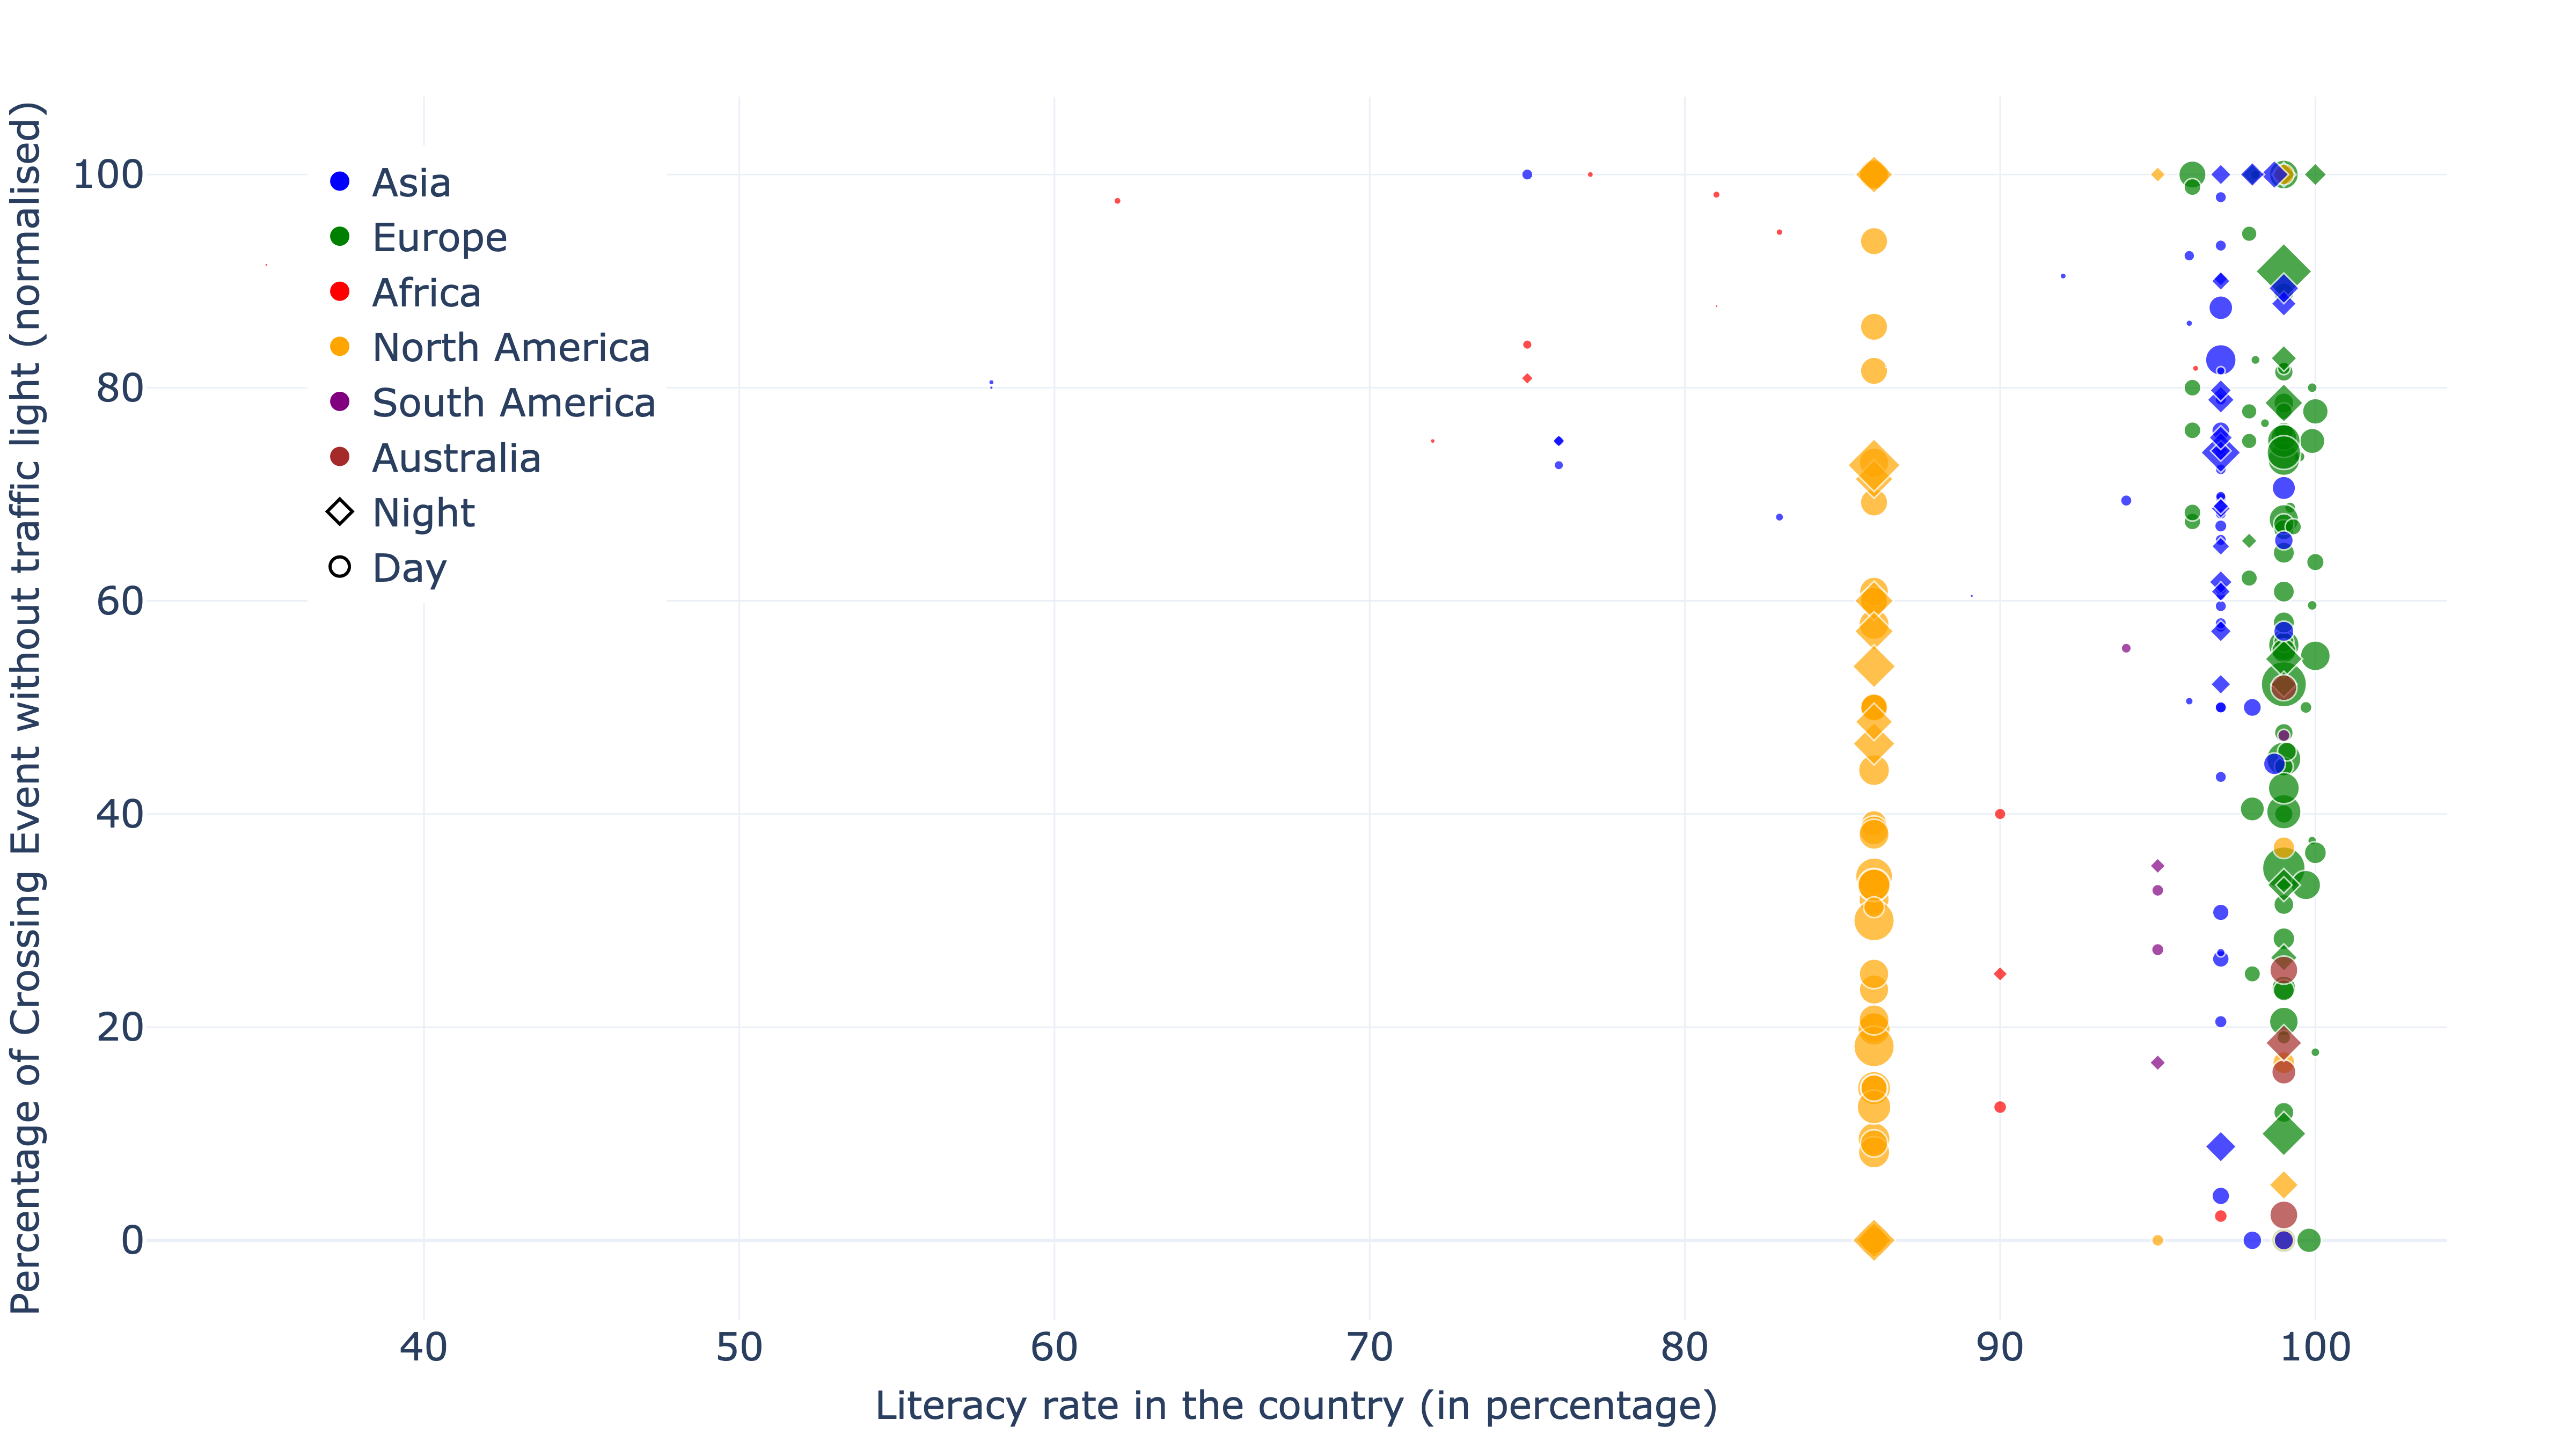 Percentage of Crossing Event without traffic light (normalised)
100
80
60
40
20
0
Asia
Europe
Africa
North America
South America
Australia
Night
Day
40
50
60
70
80
90
100
Literacy rate in the country (in percentage)